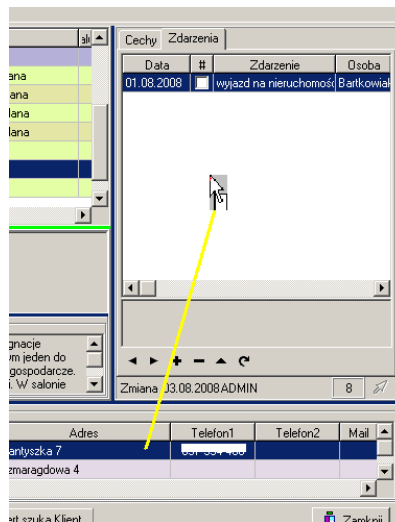 Cechy Zdarzenia
Data # Zdarzenie Osoba
01.08.2008 wyjazd na nieruchomość Bartkowiak
ana
ana
lana
lana
gnacje
m jeden do
gospodarcze.
i. W salonie
Zmiana 03.08.2008 ADMIN 8
Adres Telefon1 Telefon2 Mail
antyszka 7
zmaragdowa 4
ert szuka Klient
Zamknij